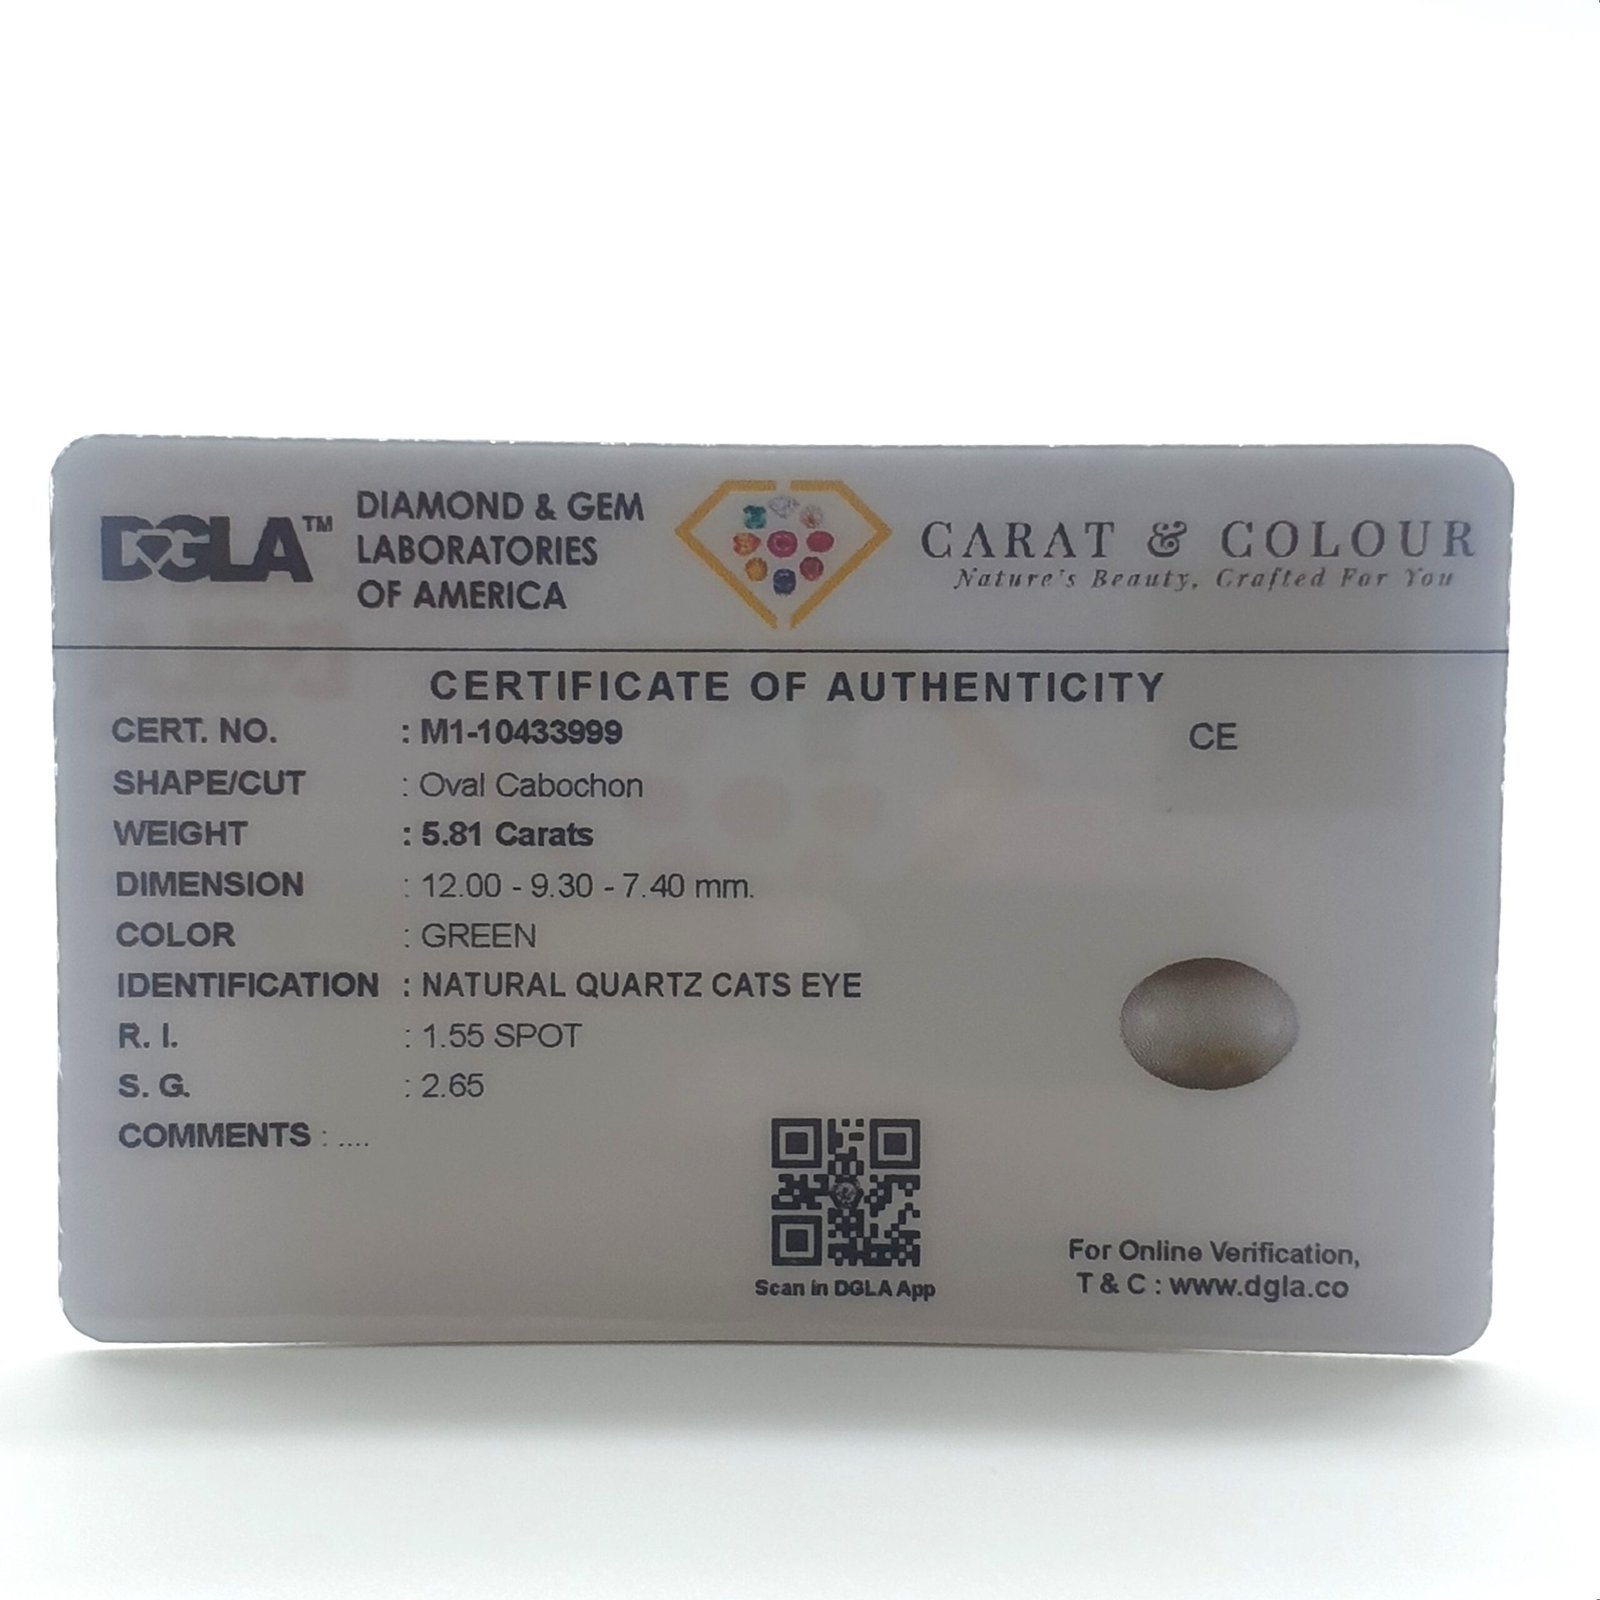 DGLA™
DIAMOND & GEM
LABORATORIES
OF AMERICA
CARAT & COLOUR
Nature's Beauty, Crafted For You
CERTIFICATE OF AUTHENTICITY
CERT. NO. : M1-10433999
CE
SHAPE/CUT : Oval Cabochon
WEIGHT : 5.81 Carats
DIMENSION : 12.00 - 9.30 - 7.40 mm.
COLOR : GREEN
IDENTIFICATION : NATURAL QUARTZ CATS EYE
R. I. : 1.55 SPOT
S. G. : 2.65
COMMENTS : ....
Scan in DGLA App
For Online Verification,
T & C : www.dgla.co